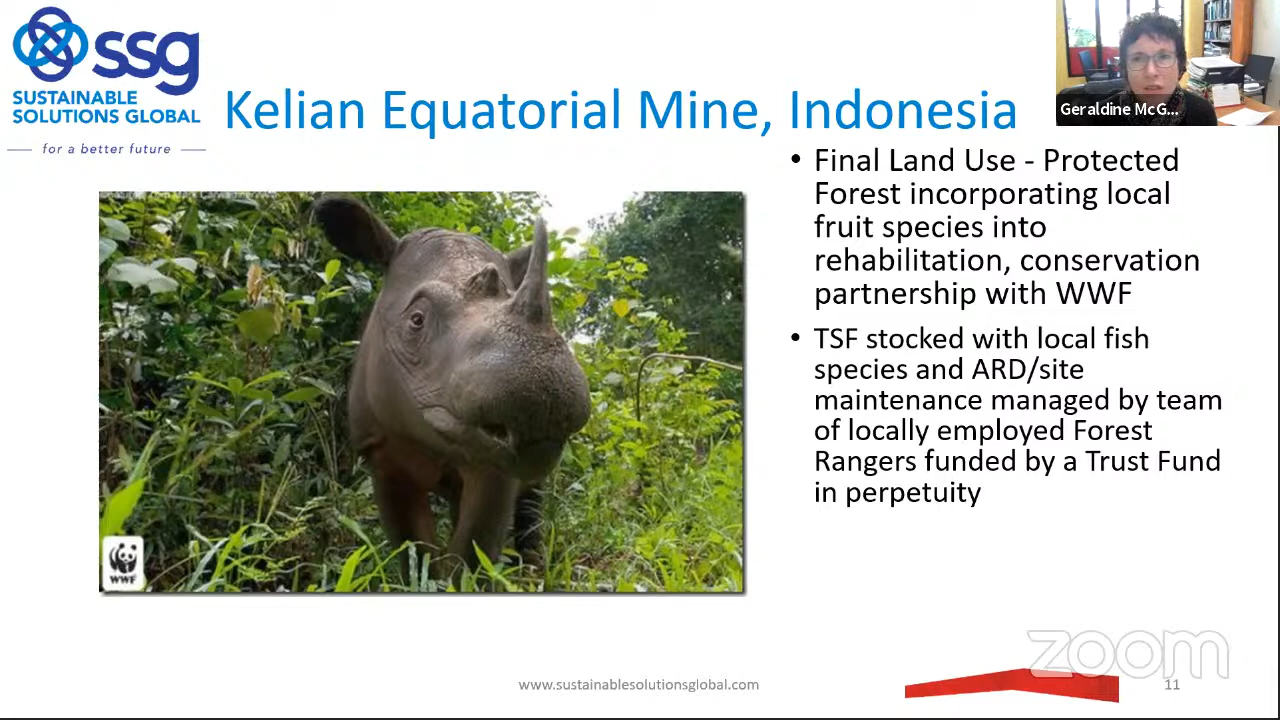 ssg
SUSTAINABLE
SOLUTIONS GLOBAL
for a better future
Kelian Equatorial Mine, Indonesia
Geraldine McG...
• Final Land Use - Protected
Forest incorporating local
fruit species into
rehabilitation, conservation
partnership with WWF
• TSF stocked with local fish
species and ARD/site
maintenance managed by team
of locally employed Forest
Rangers funded by a Trust Fund
in perpetuity
WWF
zoom
www.sustainablesolutionsglobal.com
11